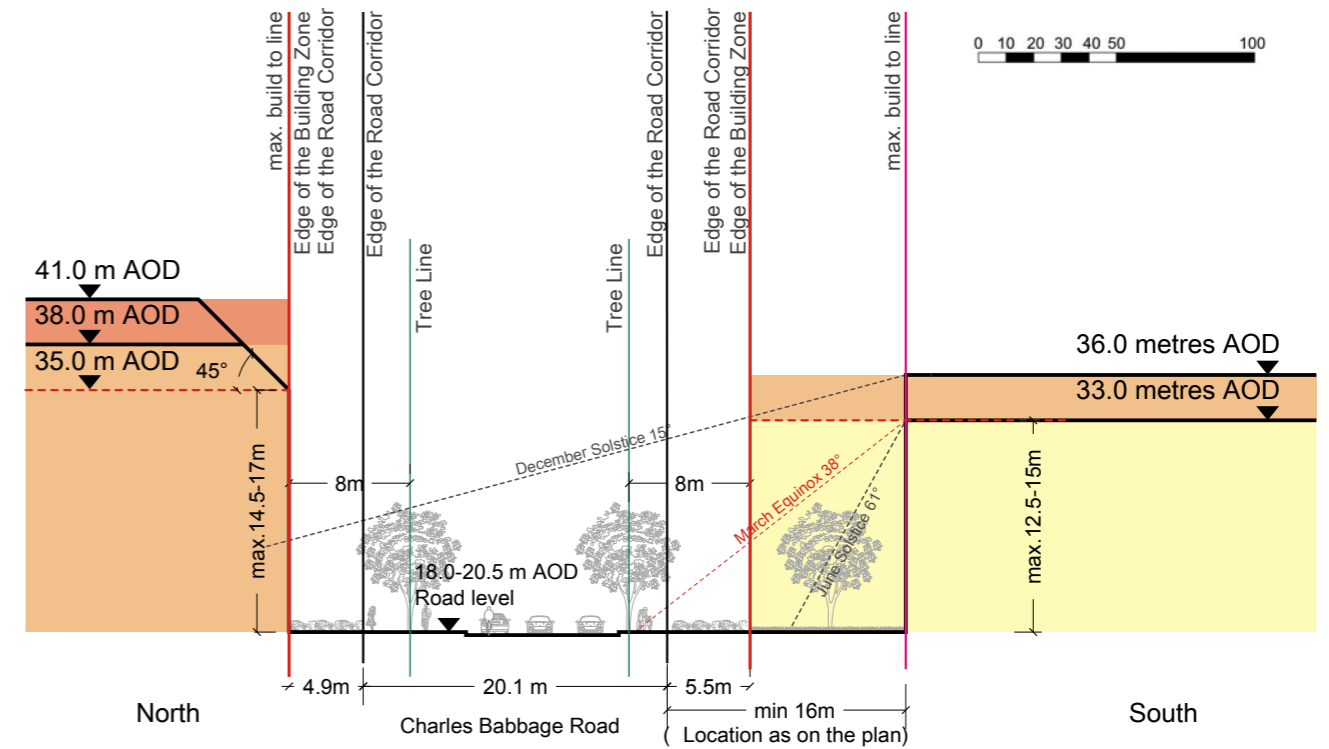 max. build to line
Edge of the Building Zone
Edge of the Road Corridor
Edge of the Road Corridor
Tree Line
Tree Line
Edge of the Road Corridor
Edge of the Road Corridor
Edge of the Building Zone
max. build to line
0 10 20 30 40 50 100
41.0 m AOD
38.0 m AOD
35.0 m AOD
45°
36.0 metres AOD
33.0 metres AOD
December Solstice 15°
March Equinox 38°
June Solstice 61°
8m
8m
max.14.5-17m
max.12.5-15m
18.0-20.5 m AOD
Road level
4.9m
20.1 m
5.5m
min 16m
( Location as on the plan)
North
Charles Babbage Road
South